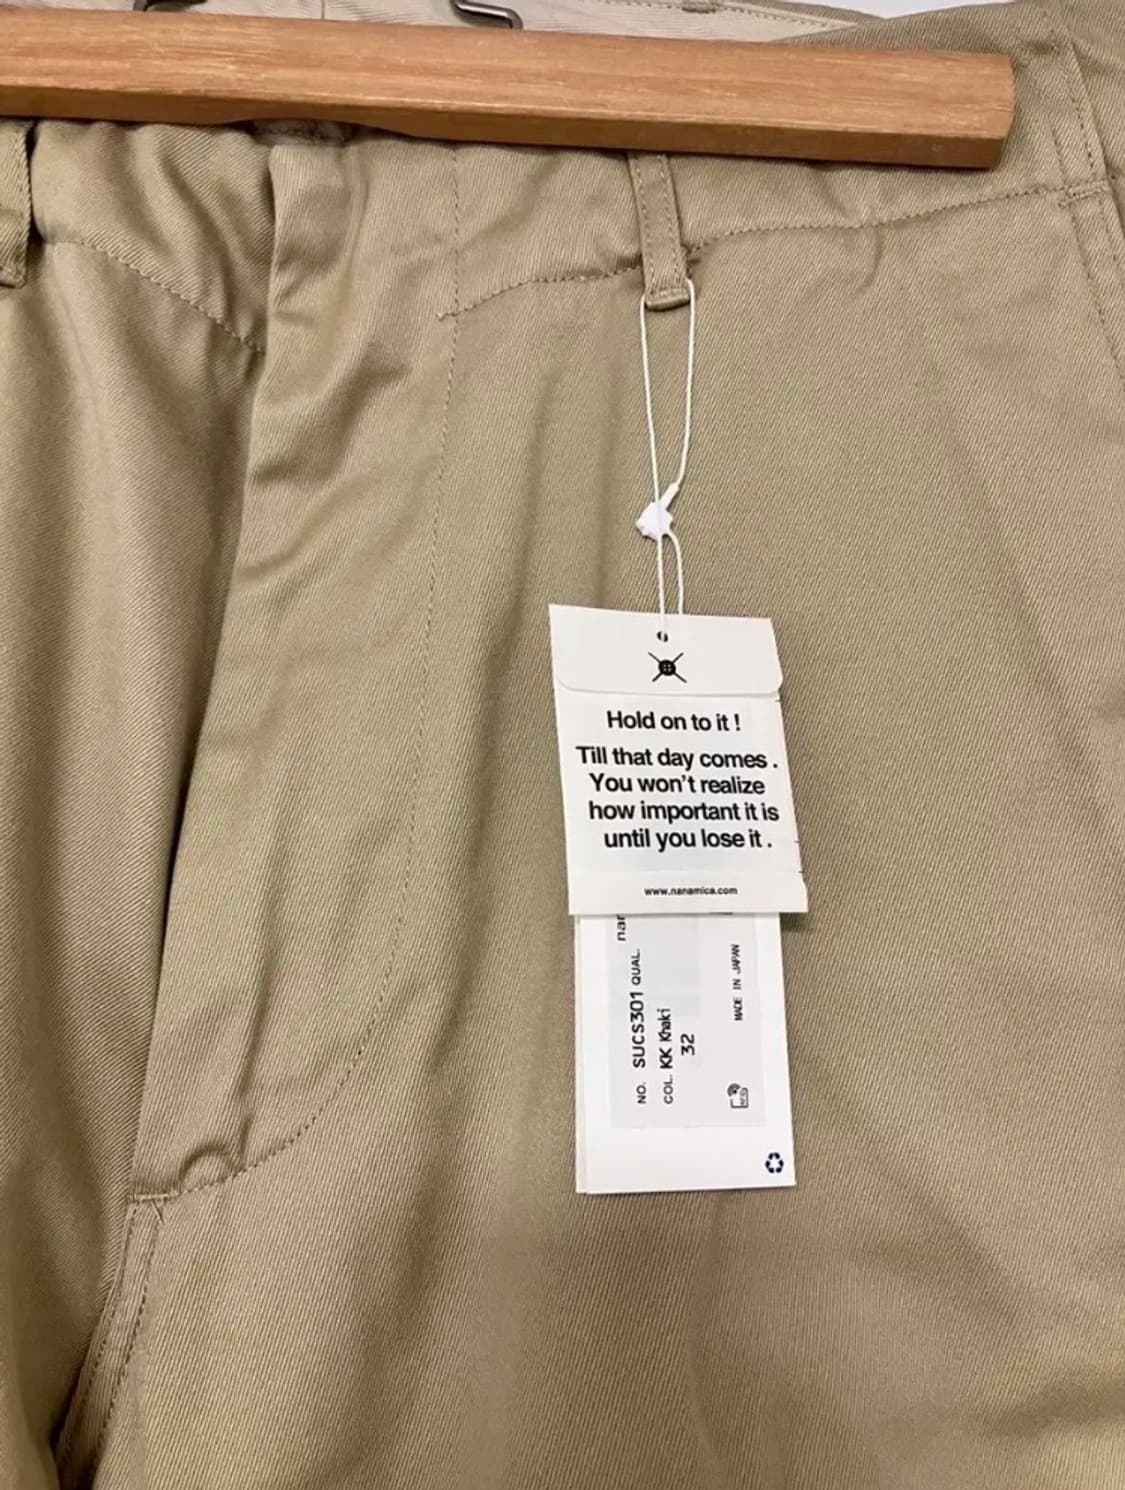 Hold on to it !
Till that day comes .
You won't realize
how important it is
until you lose it .
www.nanamica.com
nan
NO. SUCS301 QUAL.
COL. KK Khaki
32
MADE IN JAPAN